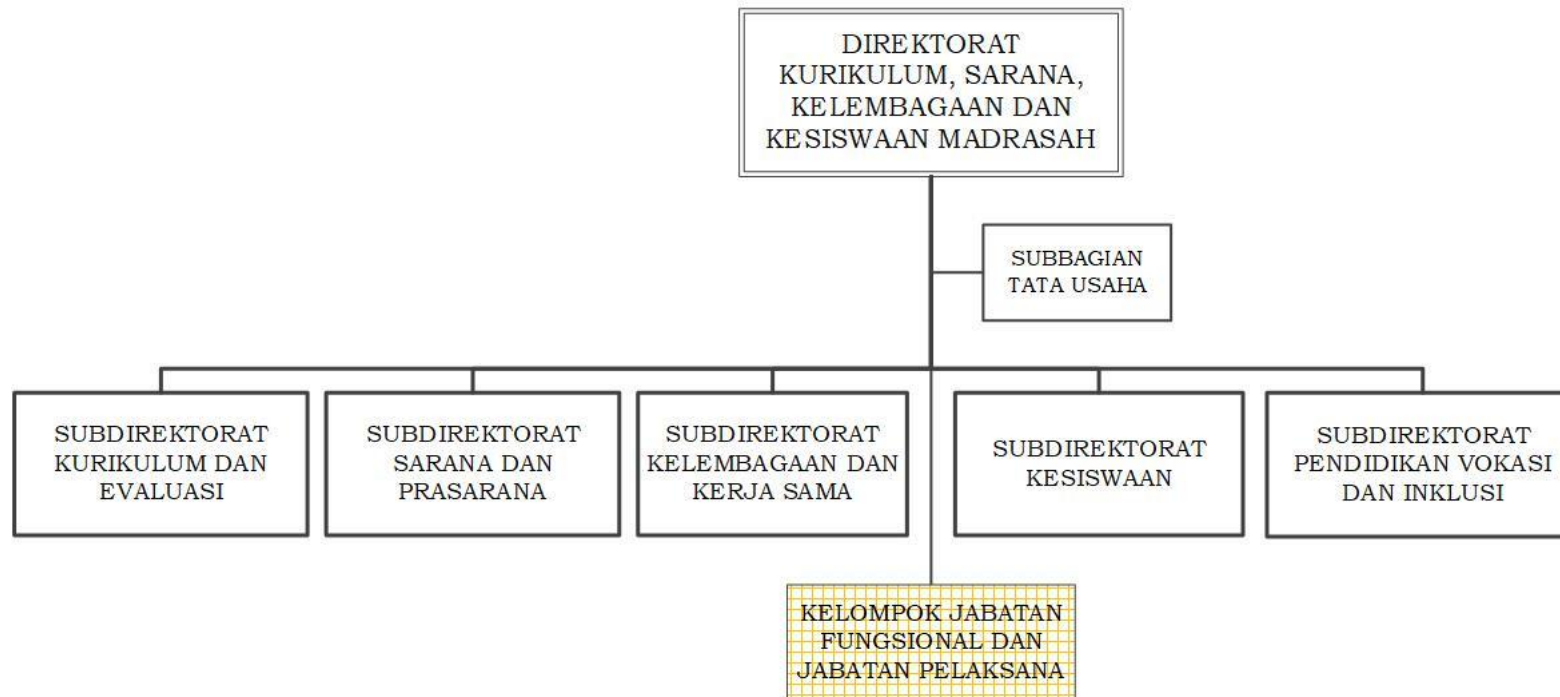 DIREKTORAT
KURIKULUM, SARANA,
KELEMBAGAAN DAN
KESISWAAN MADRASAH
SUBBAGIAN
TATA USAHA
SUBDIREKTORAT
KURIKULUM DAN
EVALUASI
SUBDIREKTORAT
SARANA DAN
PRASARANA
SUBDIREKTORAT
KELEMBAGAAN DAN
KERJA SAMA
SUBDIREKTORAT
KESISWAAN
SUBDIREKTORAT
PENDIDIKAN VOKASI
DAN INKLUSI
KELOMPOK JABATAN
FUNGSIONAL DAN
JABATAN PELAKSANA